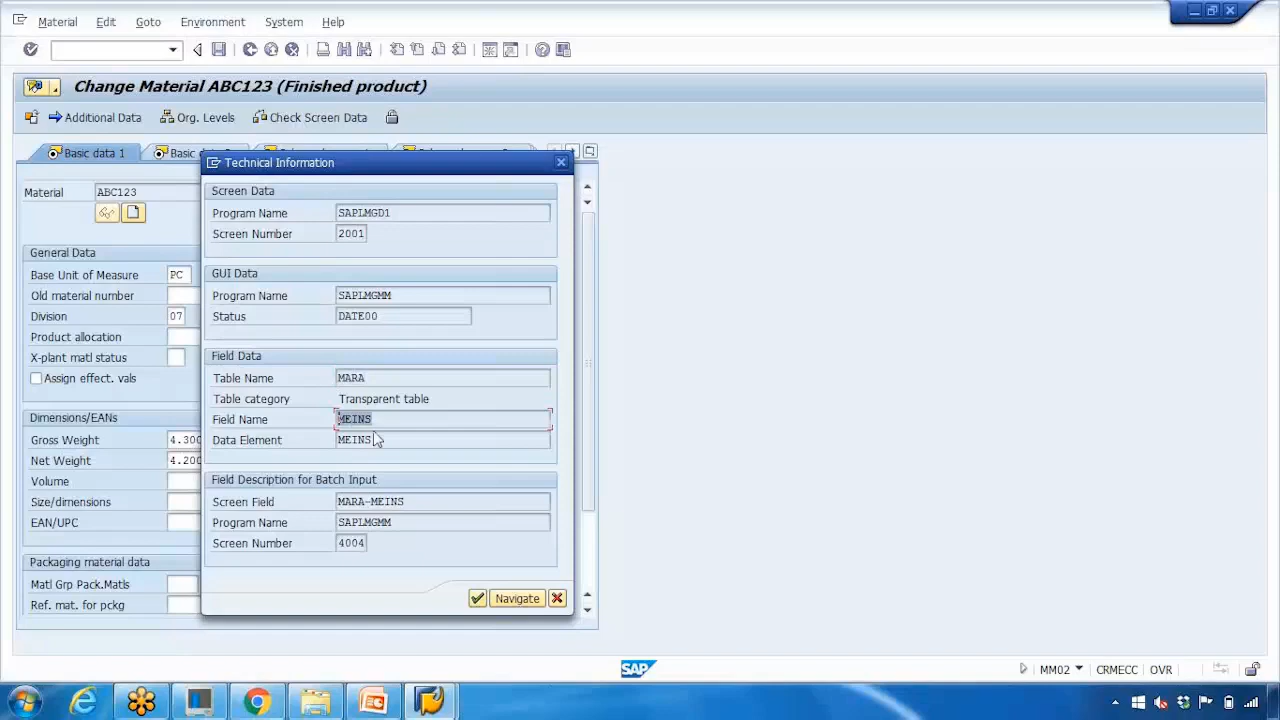 Material Edit Goto Environment System Help
Change Material ABC123 (Finished product)
Additional Data Org. Levels Check Screen Data
Basic data 1
Technical Information
Material ABC123
Screen Data
Program Name SAPLMGD1
Screen Number 2001
General Data
GUI Data
Base Unit of Measure PC
Program Name SAPLMGMM
Old material number
Division 07
Status DATE00
Product allocation
X-plant matl status
Field Data
Assign effect. vals
Table Name MARA
Table category Transparent table
Dimensions/EANs
Field Name MEINS
Gross Weight 4.300
Data Element MEINS
Net Weight 4.200
Volume
Field Description for Batch Input
Size/dimensions
Screen Field MARA-MEINS
EAN/UPC
Program Name SAPLMGMM
Screen Number 4004
Packaging material data
Matl Grp Pack.Matls
Ref. mat. for pckg
Navigate
SAP
MM02 CRMECC OVR